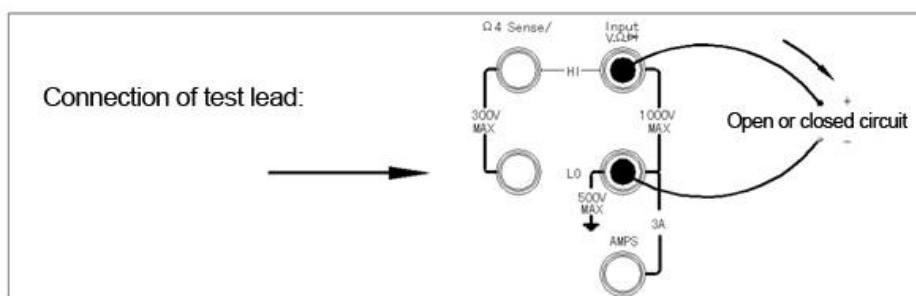 Ω4 Sense/
Input
V.Ω
HI
Connection of test lead:
300V
MAX
1000V
MAX
+
Open or closed circuit
−
LO
500V
MAX
3A
AMPS